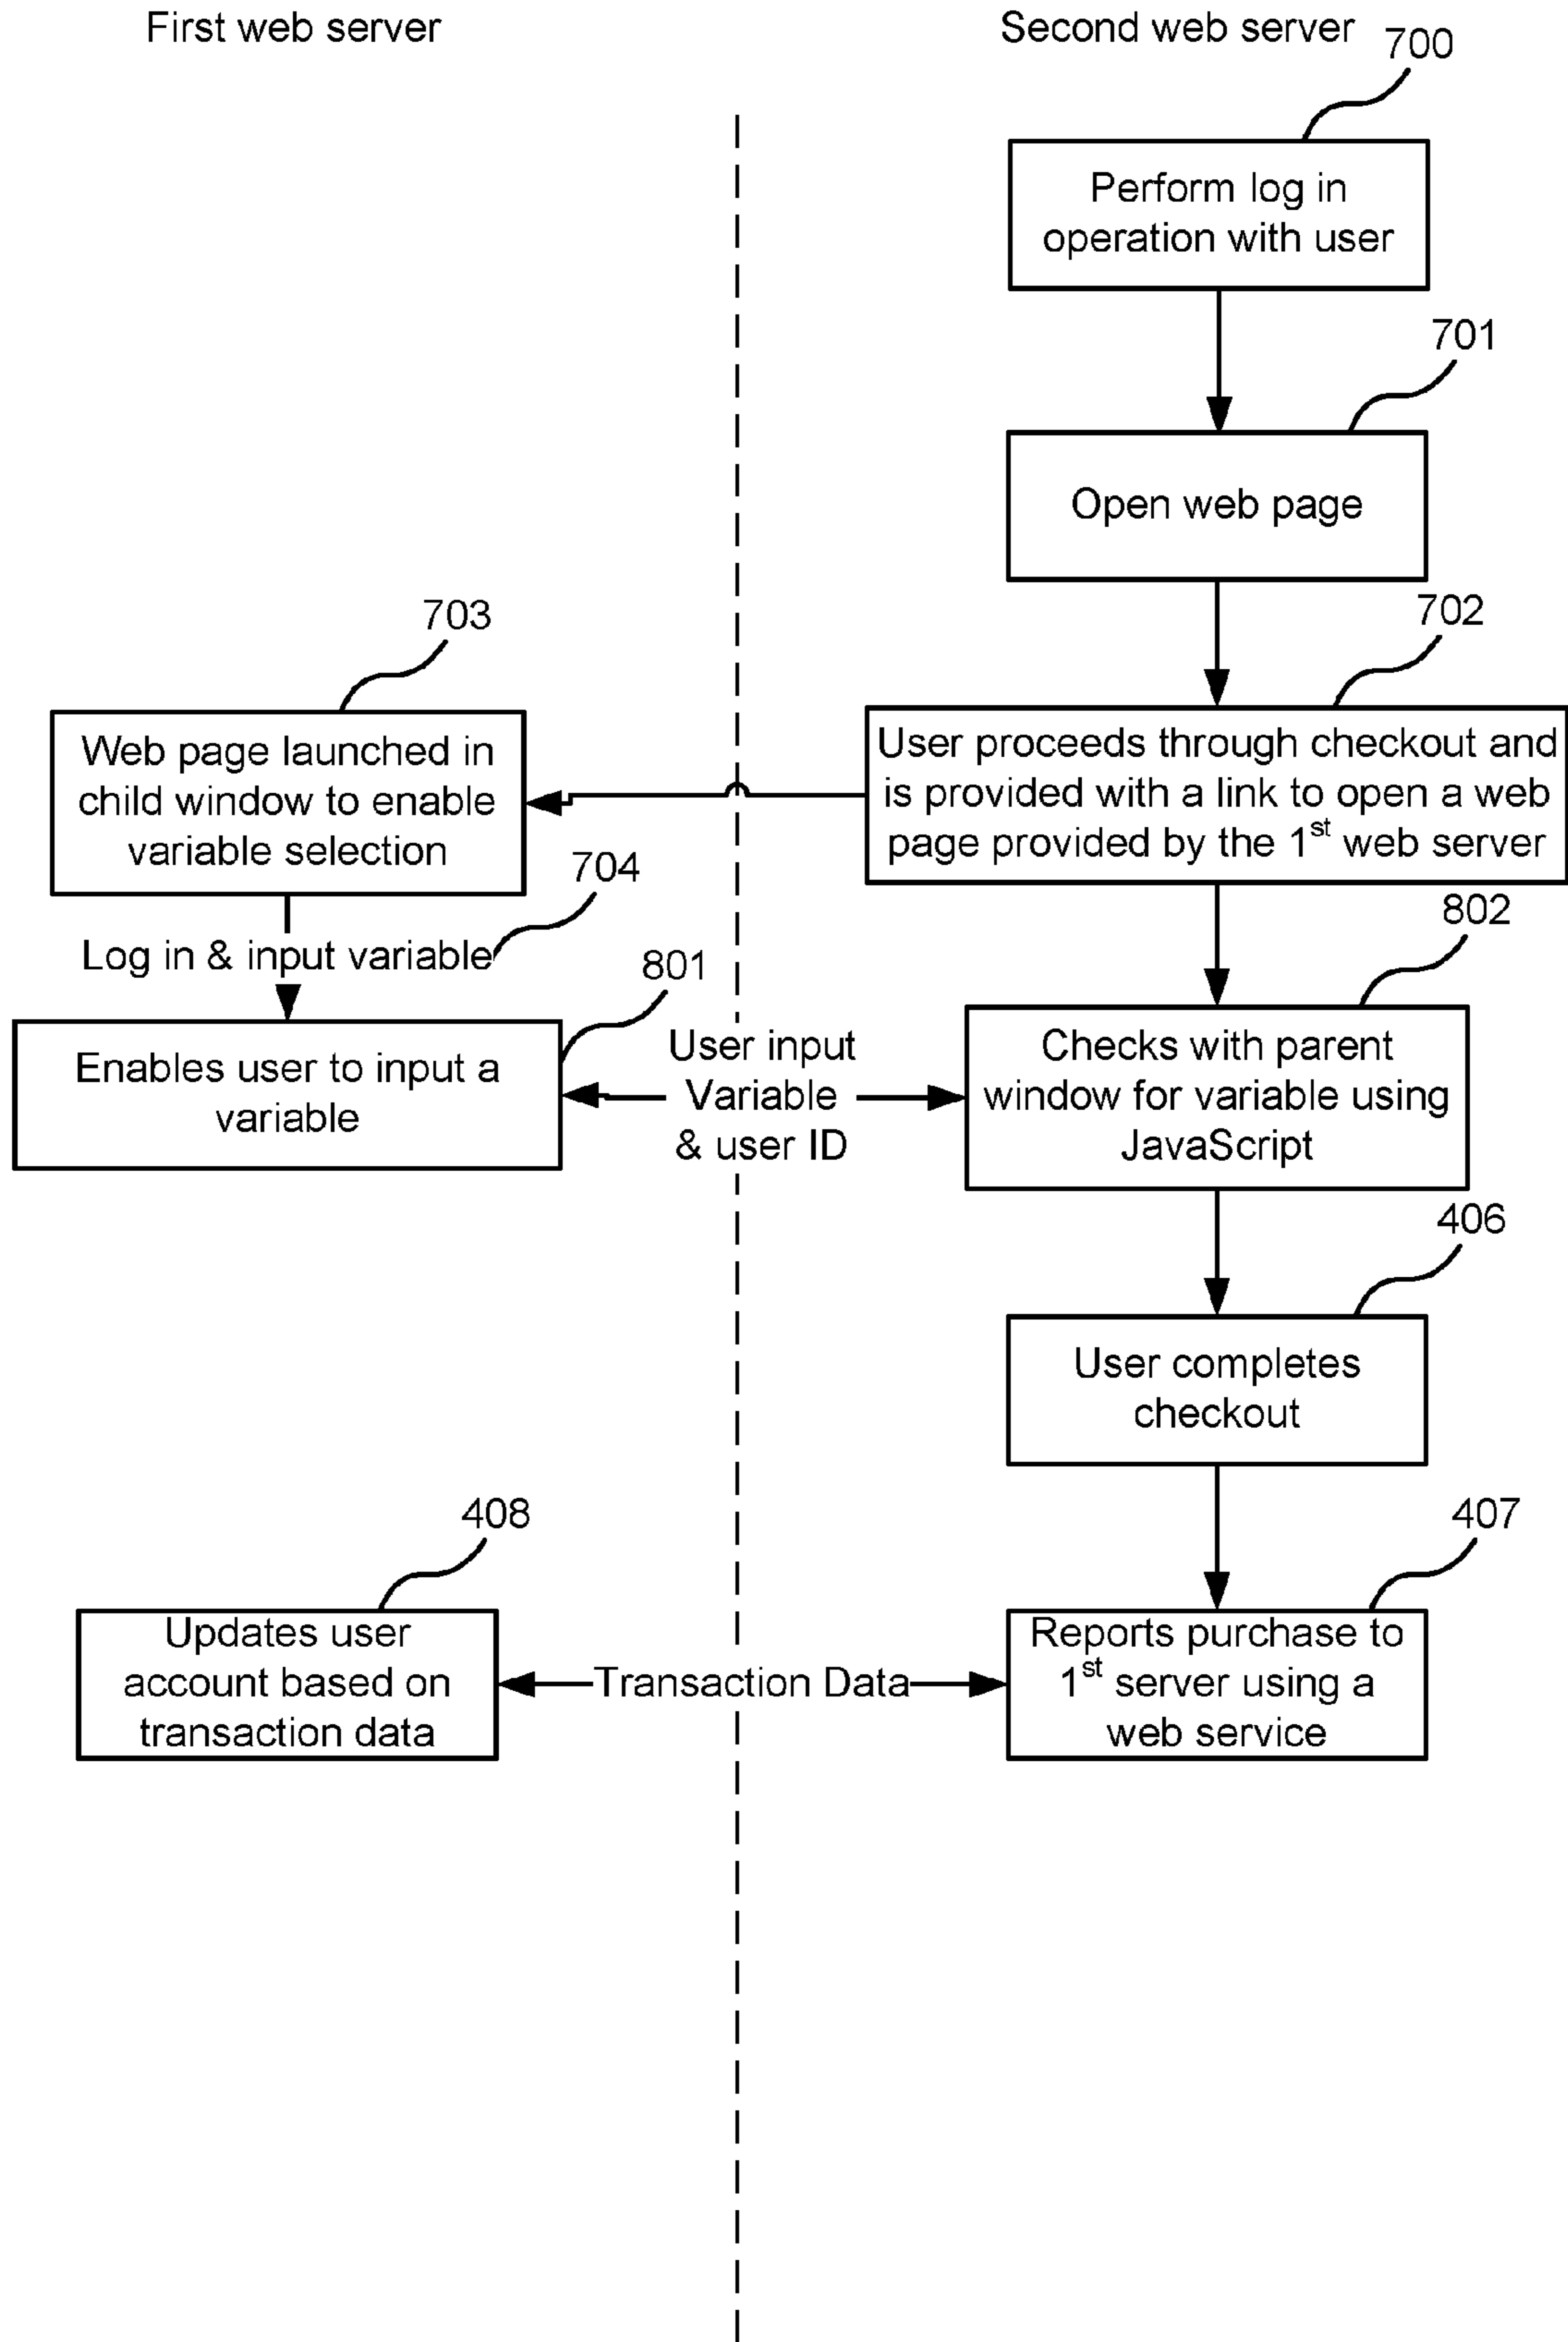 First web server
Second web server
700
Perform log in
operation with user
701
Open web page
702
User proceeds through checkout and
is provided with a link to open a web
page provided by the 1st web server
703
Web page launched in
child window to enable
variable selection
704
Log in & input variable
801
Enables user to input a
variable
User input
Variable
& user ID
802
Checks with parent
window for variable using
JavaScript
406
User completes
checkout
407
Reports purchase to
1st server using a
web service
Transaction Data
408
Updates user
account based on
transaction data